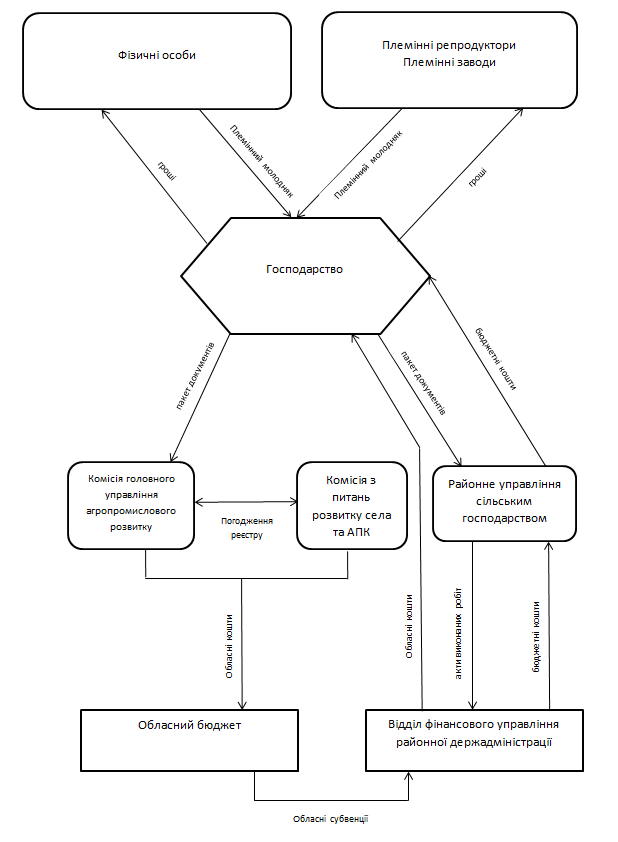 Фізичні особи
Племінні репродуктори
Племінні заводи
гроші
Племінний молодняк
Племінний молодняк
гроші
Господарство
пакет документів
пакет документів
бюджетні кошти
Комісія головного
управління
агропромислового
розвитку
Погодження
реєстру
Комісія з
питань
розвитку села
та АПК
Районне управління
сільським
господарством
Обласні кошти
Обласні кошти
акти виконаних робіт
бюджетні кошти
Обласний бюджет
Відділ фінансового управління
районної держадміністрації
Обласні субвенції